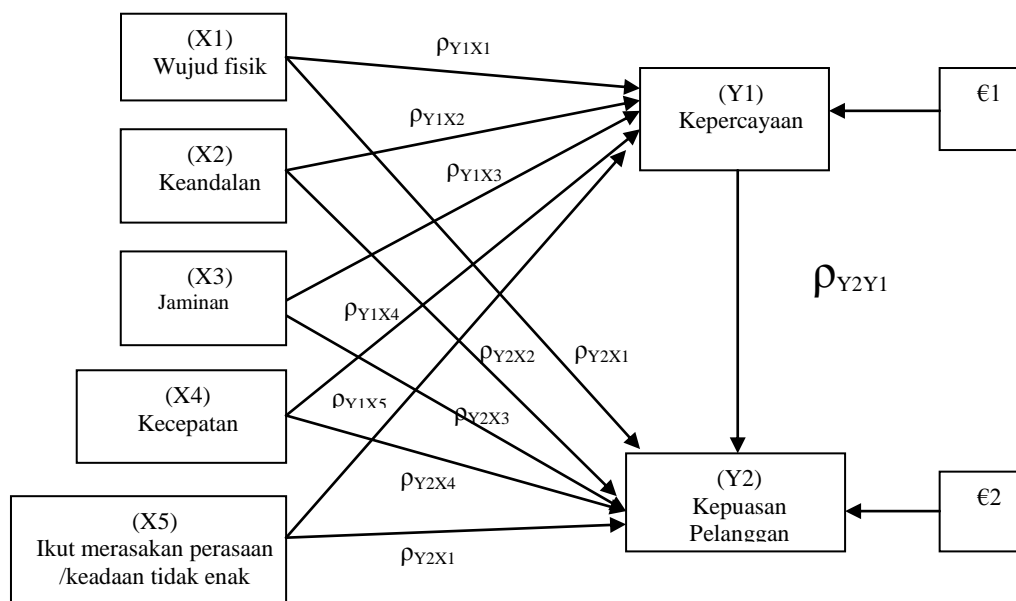 (X1)
Wujud fisik
(X2)
Keandalan
(X3)
Jaminan
(X4)
Kecepatan
(X5)
Ikut merasakan perasaan
/keadaan tidak enak
ρY1X1
ρY1X2
ρY1X3
ρY1X4
ρY1X5
ρY2X2
ρY2X1
ρY2X3
ρY2X4
ρY2X1
(Y1)
Kepercayaan
€1
ρY2Y1
(Y2)
Kepuasan
Pelanggan
€2